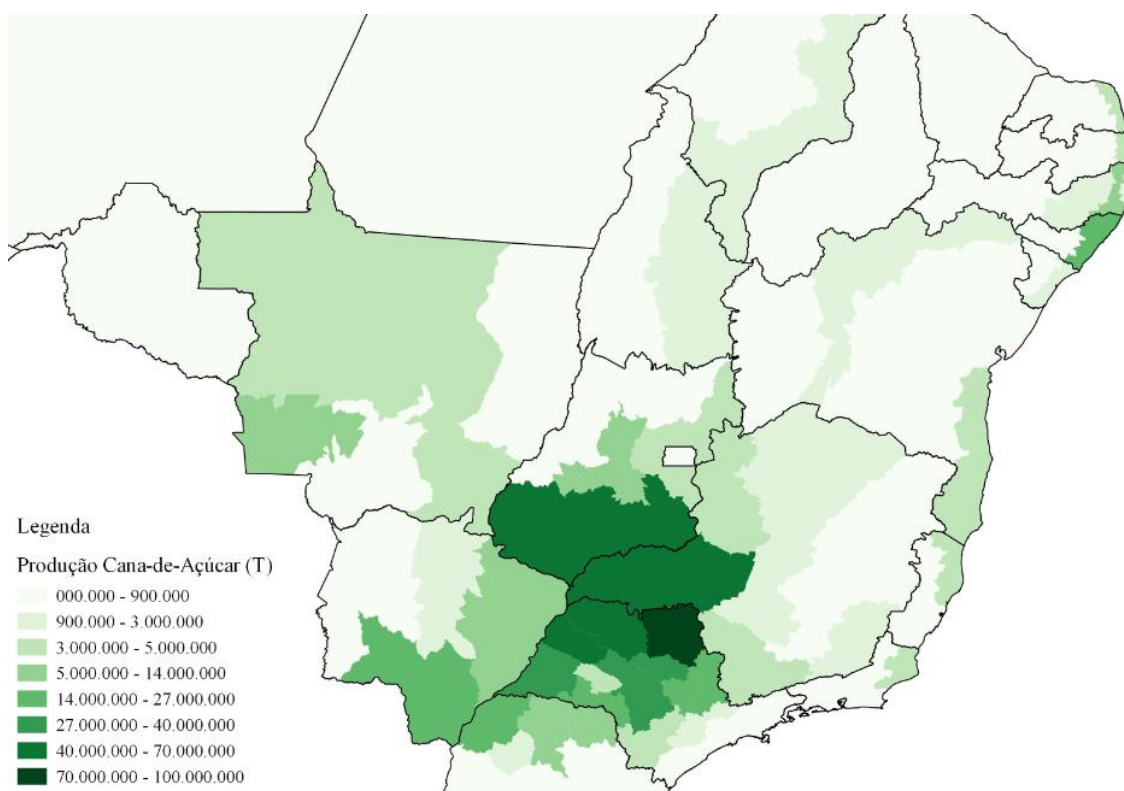 Legenda
Produção Cana-de-Açúcar (T)
000.000 - 900.000
900.000 - 3.000.000
3.000.000 - 5.000.000
5.000.000 - 14.000.000
14.000.000 - 27.000.000
27.000.000 - 40.000.000
40.000.000 - 70.000.000
70.000.000 - 100.000.000